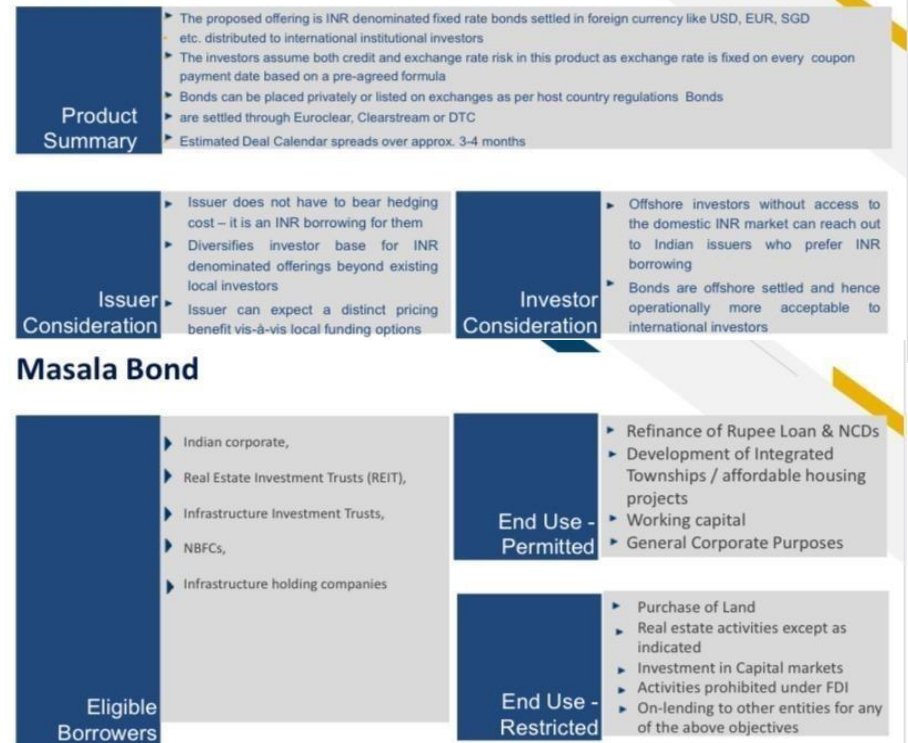 Product
Summary
The proposed offering is INR denominated fixed rate bonds settled in foreign currency like USD, EUR, SGD
etc. distributed to international institutional investors
The investors assume both credit and exchange rate risk in this product as exchange rate is fixed on every coupon
payment date based on a pre-agreed formula
Bonds can be placed privately or listed on exchanges as per host country regulations Bonds
are settled through Euroclear, Clearstream or DTC
Estimated Deal Calendar spreads over approx. 3-4 months
Issuer
Consideration
Issuer does not have to bear hedging
cost – it is an INR borrowing for them
Diversifies investor base for INR
denominated offerings beyond existing
local investors
Issuer can expect a distinct pricing
benefit vis-à-vis local funding options
Investor
Consideration
Offshore investors without access to
the domestic INR market can reach out
to Indian issuers who prefer INR
borrowing
Bonds are offshore settled and hence
operationally more acceptable to
international investors
Masala Bond
Eligible
Borrowers
Indian corporate,
Real Estate Investment Trusts (REIT),
Infrastructure Investment Trusts,
NBFCs,
Infrastructure holding companies
End Use -
Permitted
Refinance of Rupee Loan & NCDs
Development of Integrated
Townships / affordable housing
projects
Working capital
General Corporate Purposes
End Use -
Restricted
Purchase of Land
Real estate activities except as
indicated
Investment in Capital markets
Activities prohibited under FDI
On-lending to other entities for any
of the above objectives